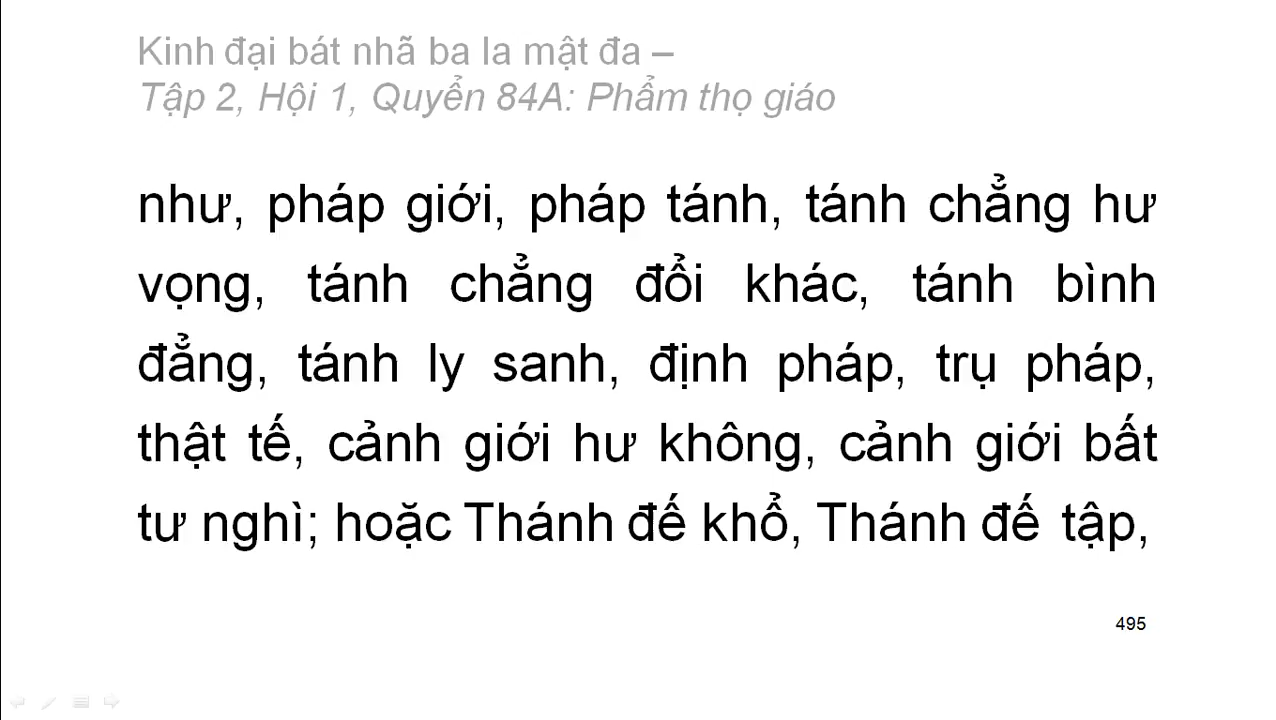 Kinh đại bát nhã ba la mật đa –
Tập 2, Hội 1, Quyển 84A: Phẩm thọ giáo
như, pháp giới, pháp tánh, tánh chẳng hư
vọng, tánh chẳng đổi khác, tánh bình
đẳng, tánh ly sanh, định pháp, trụ pháp,
thật tế, cảnh giới hư không, cảnh giới bất
tư nghì; hoặc Thánh đế khổ, Thánh đế tập,
495